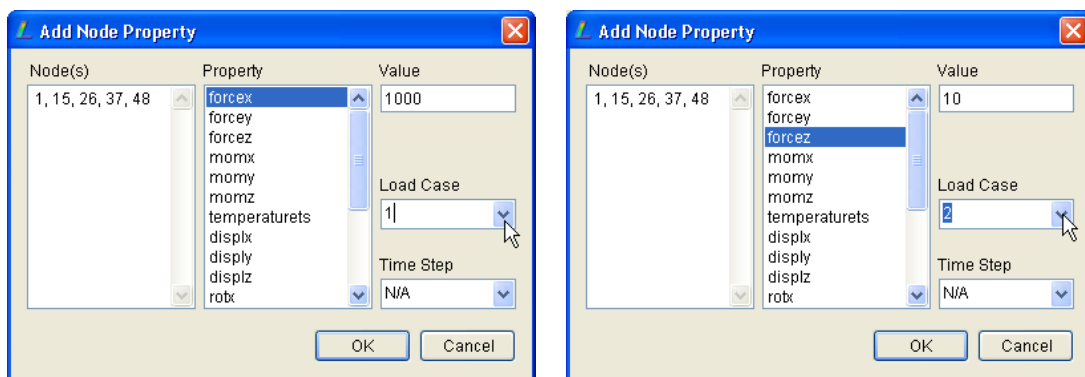 Add Node Property
Node(s)
Property
Value
1, 15, 26, 37, 48
forcex
forcey
forcez
momx
momy
momz
temperaturets
displx
disply
displz
rotx
1000
Load Case
1
Time Step
N/A
OK
Cancel
Add Node Property
Node(s)
Property
Value
1, 15, 26, 37, 48
forcex
forcey
forcez
momx
momy
momz
temperaturets
displx
disply
displz
rotx
10
Load Case
2
Time Step
N/A
OK
Cancel